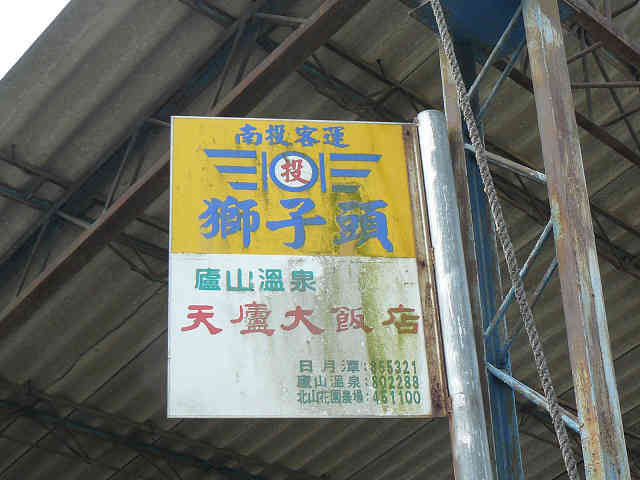 南投客運
投
獅子頭
廬山溫泉
天廬大飯店
日月潭:855321
廬山溫泉:802288
北山花園農場:461100